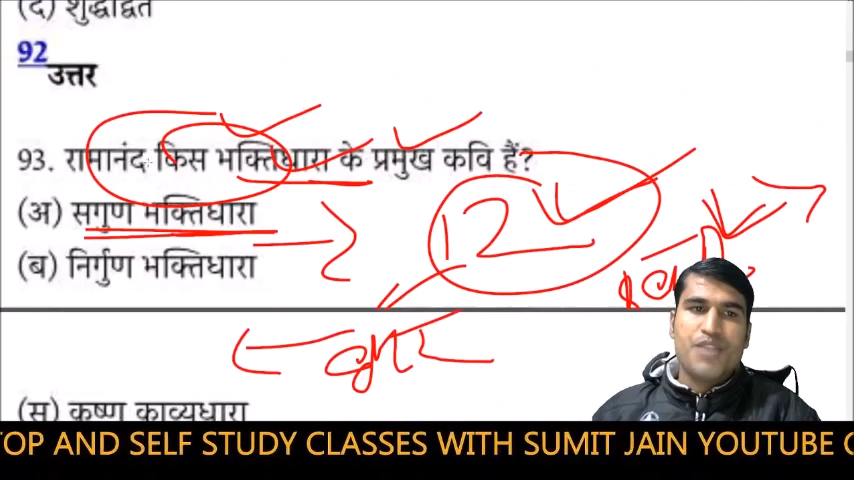 (द) शुद्धाद्वैत
92
उत्तर
93. रामानंद किस भक्तिधारा के प्रमुख कवि हैं?
(अ) सगुण भक्तिधारा
12
(ब) निर्गुण भक्तिधारा
(स) कृष्ण काव्यधारा
TOP AND SELF STUDY CLASSES WITH SUMIT JAIN YOUTUBE